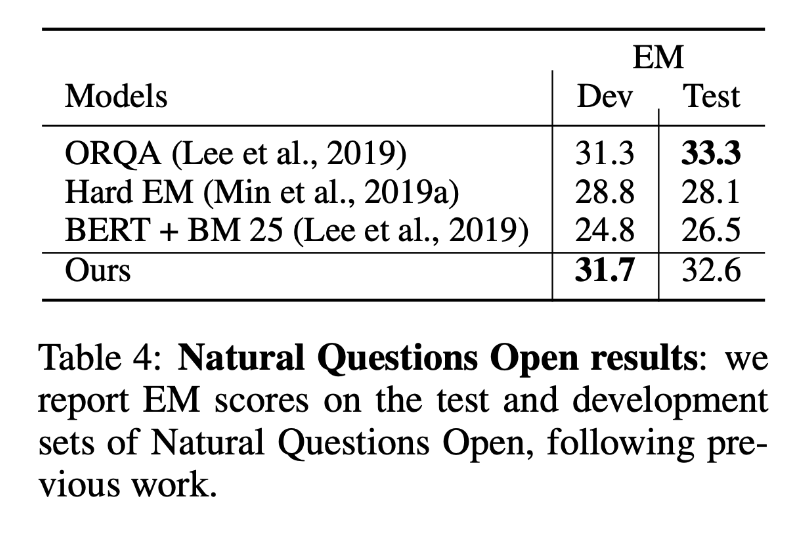 EM
Models Dev Test
ORQA (Lee et al., 2019) 31.3 33.3
Hard EM (Min et al., 2019a) 28.8 28.1
BERT + BM 25 (Lee et al., 2019) 24.8 26.5
Ours 31.7 32.6
Table 4: Natural Questions Open results: we
report EM scores on the test and development
sets of Natural Questions Open, following pre-
vious work.